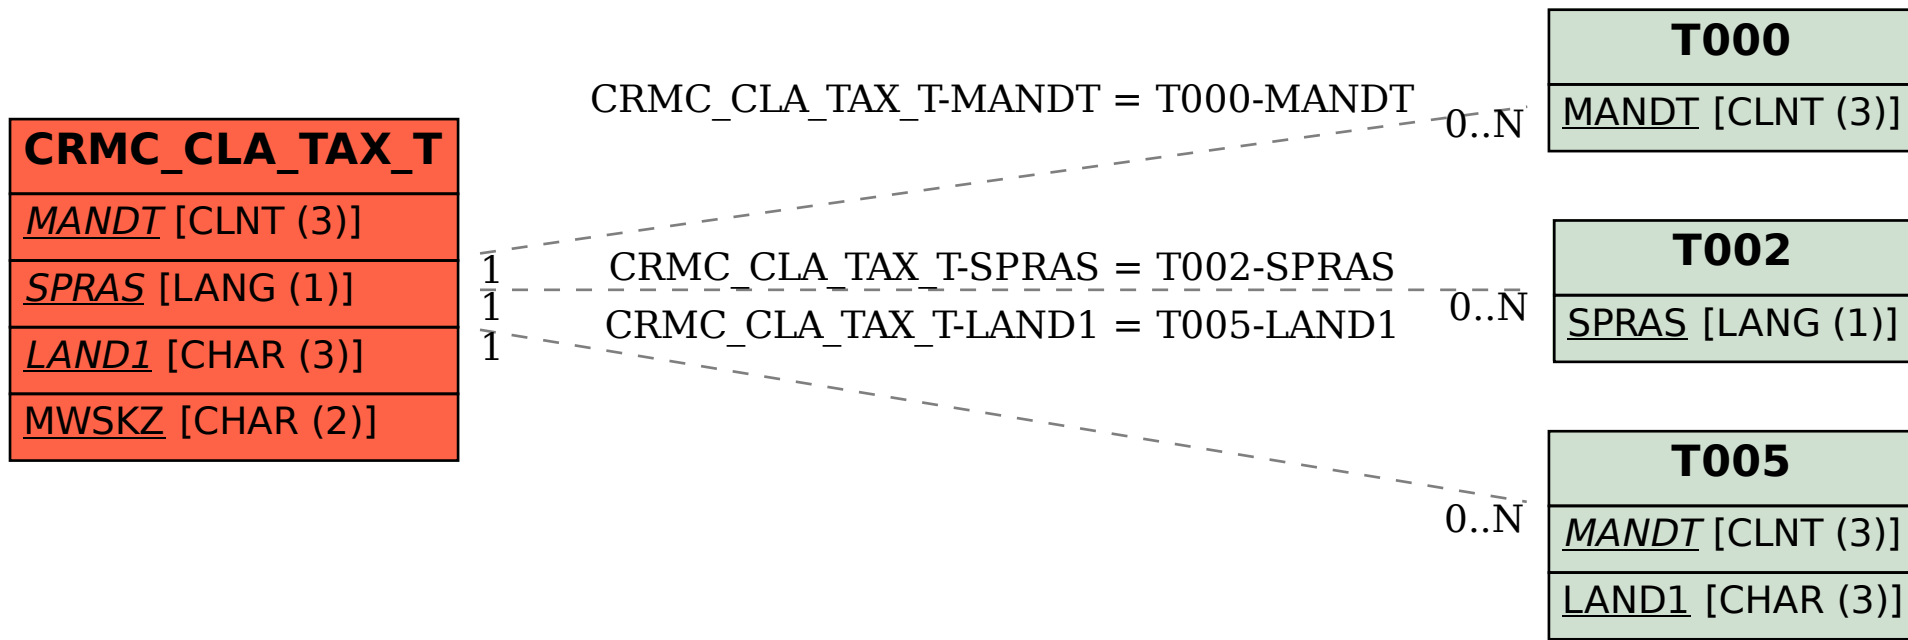 CRMC_CLA_TAX_T
MANDT [CLNT (3)]
SPRAS [LANG (1)]
LAND1 [CHAR (3)]
MWSKZ [CHAR (2)]
CRMC_CLA_TAX_T-MANDT = T000-MANDT
0..N
1
CRMC_CLA_TAX_T-SPRAS = T002-SPRAS
0..N
1
CRMC_CLA_TAX_T-LAND1 = T005-LAND1
0..N
1
T000
MANDT [CLNT (3)]
T002
SPRAS [LANG (1)]
T005
MANDT [CLNT (3)]
LAND1 [CHAR (3)]